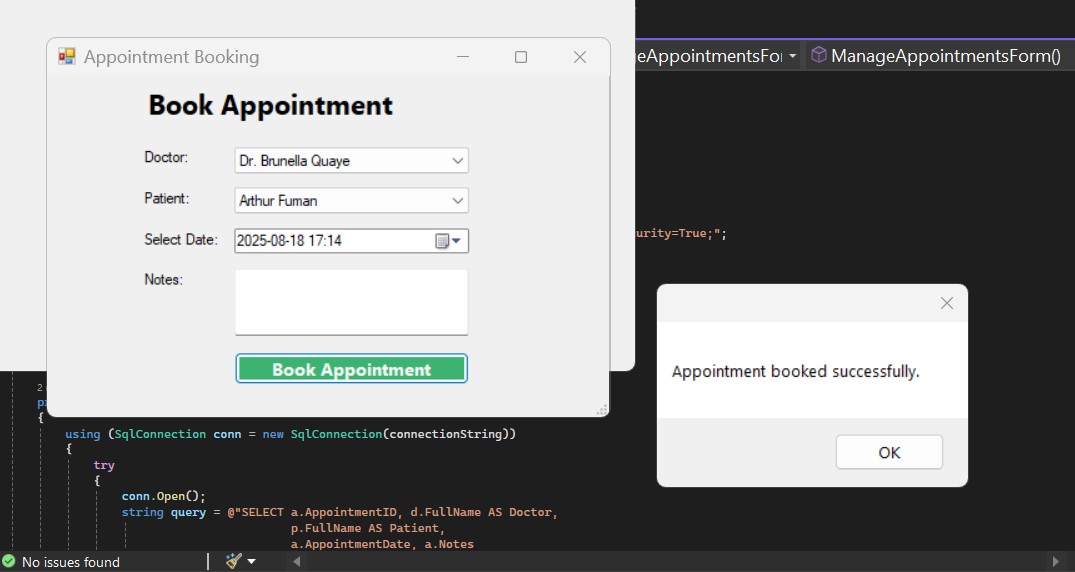 Appointment Booking
Book Appointment
Doctor:
Dr. Brunella Quaye
Patient:
Arthur Fuman
Select Date:
2025-08-18 17:14
Notes:
Book Appointment
eAppointmentsFor
ManageAppointmentsForm()
urity=True;";
Appointment booked successfully.
OK
2
pr
{
using (SqlConnection conn = new SqlConnection(connectionString))
{
try
{
conn.Open();
string query = @"SELECT a.AppointmentID, d.FullName AS Doctor,
p.FullName AS Patient,
a.AppointmentDate, a.Notes
No issues found